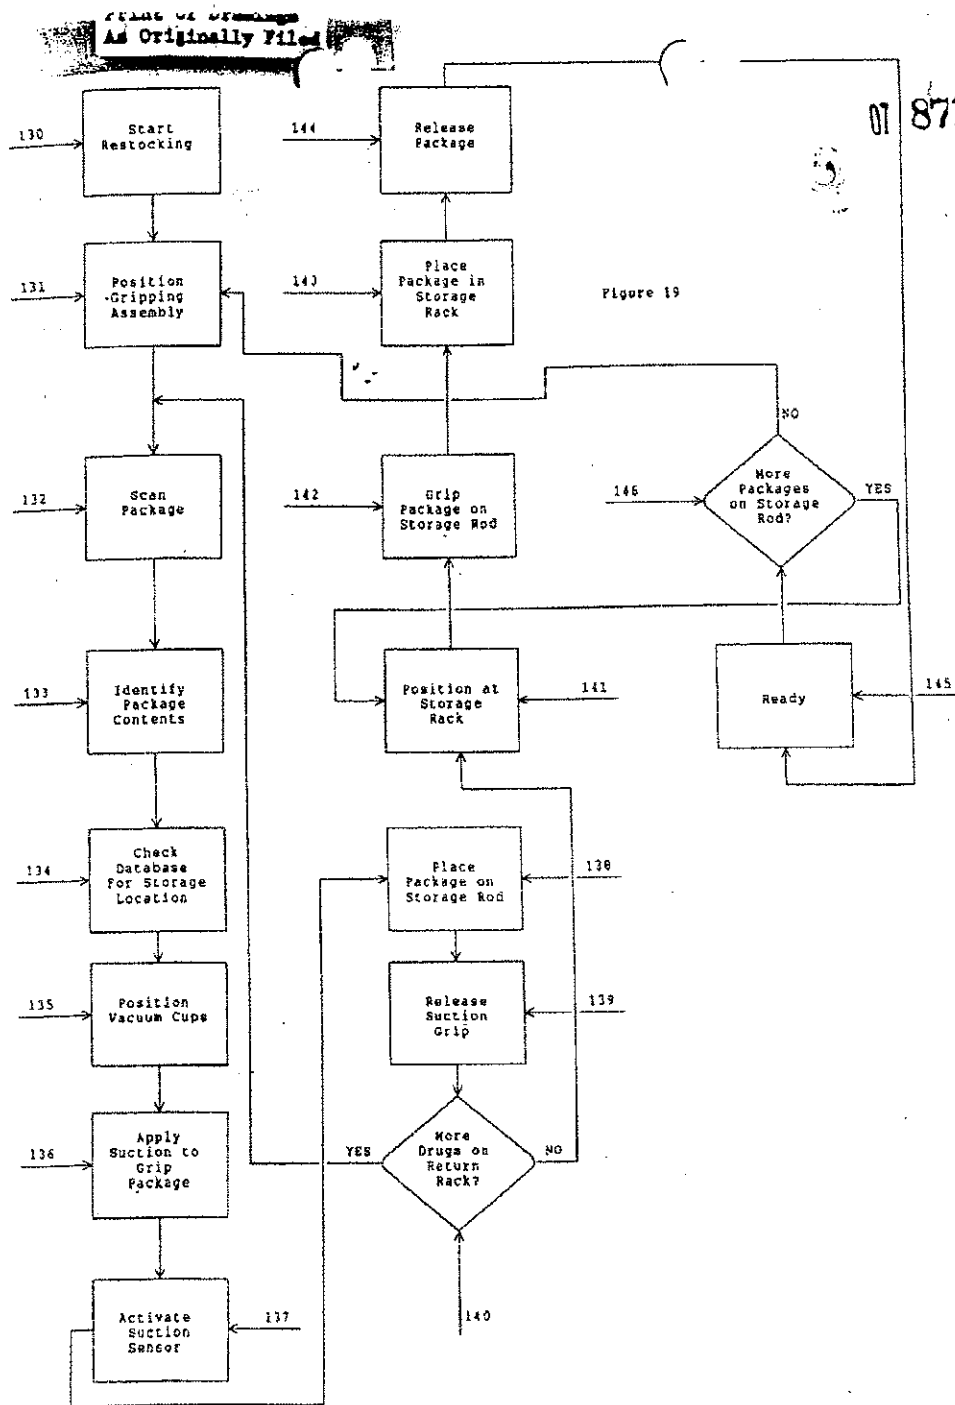 Print of Drawings
As Originally Filed
07 87
130
Start
Restocking
131
Position
Gripping
Assembly
132
Scan
Package
133
Identify
Package
Contents
134
Check
Database
For Storage
Location
135
Position
Vacuum Cups
136
Apply
Suction to
Grip
Package
Activate
Suction
Sensor
137
144
Release
Package
143
Place
Package in
Storage
Rack
142
Grip
Package on
Storage Rod
Position at
Storage
Rack
141
Place
Package on
Storage Rod
138
Release
Suction
Grip
139
YES
More
Drugs on
Return
Rack?
NO
140
Figure 19
NO
146
More
Packages
on Storage
Rod?
YES
Ready
145